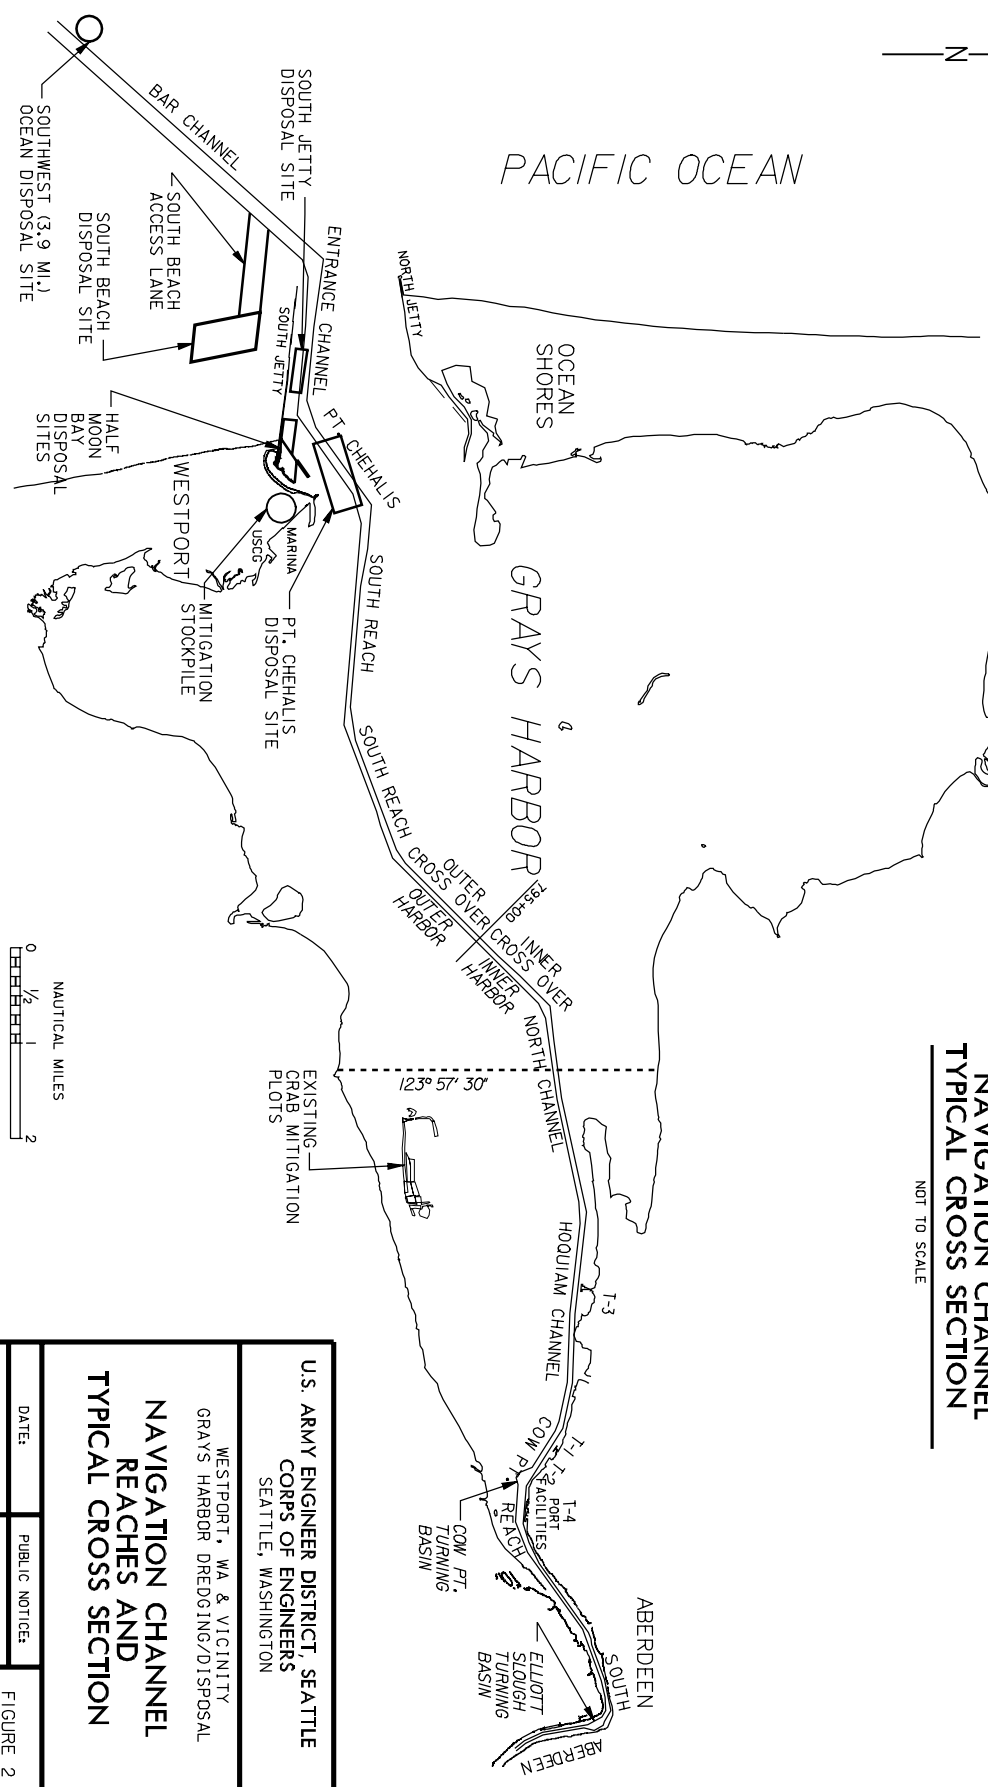 N
PACIFIC OCEAN
BAR CHANNEL
SOUTHWEST (3.9 MI.)
OCEAN DISPOSAL SITE
SOUTH BEACH
ACCESS LANE
SOUTH BEACH
DISPOSAL SITE
SOUTH JETTY
DISPOSAL SITE
ENTRANCE CHANNEL
SOUTH JETTY
NORTH JETTY
OCEAN
SHORES
HALF
MOON
BAY
DISPOSAL
SITES
PT. CHEHALIS
WESTPORT
MARINA
USCG
MITIGATION
STOCKPILE
PT. CHEHALIS
DISPOSAL SITE
SOUTH REACH
GRAYS HARBOR
SOUTH REACH
OUTER
CROSS OVER
OUTER
HARBOR
795+00
INNER
CROSS OVER
INNER
HARBOR
NORTH CHANNEL
123° 57' 30"
EXISTING
CRAB MITIGATION
PLOTS
HOQUIAM CHANNEL
T-3
COW PT. REACH
T-1
T-2
T-4
PORT
FACILITIES
COW PT.
TURNING
BASIN
ABERDEEN
SOUTH
ABERDEEN
ELLIOTT
SLOUGH
TURNING
BASIN
NAUTICAL MILES
0 ½ 1 2
NAVIGATION CHANNEL
TYPICAL CROSS SECTION
NOT TO SCALE
U.S. ARMY ENGINEER DISTRICT, SEATTLE
CORPS OF ENGINEERS
SEATTLE, WASHINGTON
WESTPORT, WA & VICINITY
GRAYS HARBOR DREDGING/DISPOSAL
NAVIGATION CHANNEL
REACHES AND
TYPICAL CROSS SECTION
DATE:
PUBLIC NOTICE:
FIGURE 2